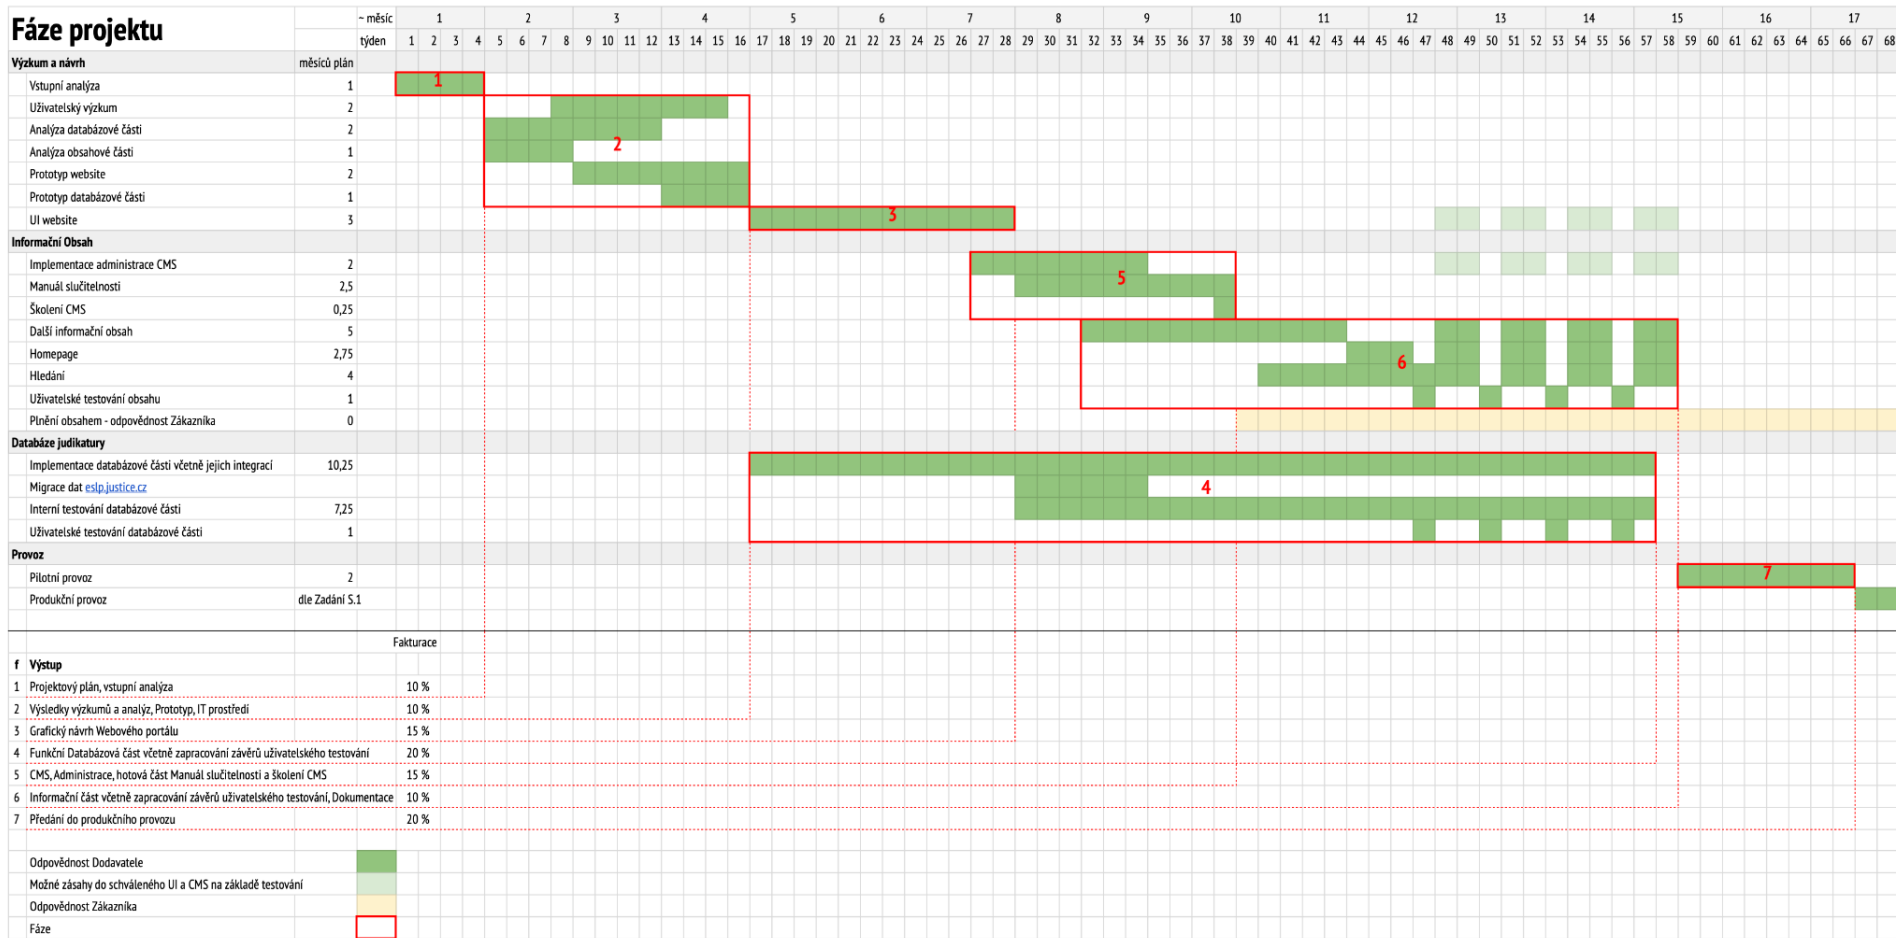 Fáze projektu
~ měsíc 1 2 3 4 5 6 7 8 9 10 11 12 13 14 15 16 17
týden 1 2 3 4 5 6 7 8 9 10 11 12 13 14 15 16 17 18 19 20 21 22 23 24 25 26 27 28 29 30 31 32 33 34 35 36 37 38 39 40 41 42 43 44 45 46 47 48 49 50 51 52 53 54 55 56 57 58 59 60 61 62 63 64 65 66 67 68
Výzkum a návrh měsíců plán
Vstupní analýza 1 1
Uživatelský výzkum 2
Analýza databázové části 2
2
Analýza obsahové části 1
Prototyp website 2
Prototyp databázové části 1
UI website 3 3
Informační Obsah
Implementace administrace CMS 2
5
Manuál slučitelnosti 2,5
Školení CMS 0,25
Další informační obsah 5
Homepage 2,75
6
Hledání 4
Uživatelské testování obsahu 1
Plnění obsahem - odpovědnost Zákazníka 0
Databáze judikatury
Implementace databázové části včetně jejich integrací 10,25
Migrace dat eslp.justice.cz 4
Interní testování databázové části 7,25
Uživatelské testování databázové části 1
Provoz
Pilotní provoz 2 7
Produkční provoz dle Zadání S.1
Fakturace
f Výstup
1 Projektový plán, vstupní analýza 10 %
2 Výsledky výzkumů a analýz, Prototyp, IT prostředí 10 %
3 Grafický návrh Webového portálu 15 %
4 Funkční Databázová část včetně zapracování závěrů uživatelského testování 20 %
5 CMS, Administrace, hotová část Manuál slučitelnosti a školení CMS 15 %
6 Informační část včetně zapracování závěrů uživatelského testování, Dokumentace 10 %
7 Předání do produkčního provozu 20 %
Odpovědnost Dodavatele
Možné zásahy do schváleného UI a CMS na základě testování
Odpovědnost Zákazníka
Fáze